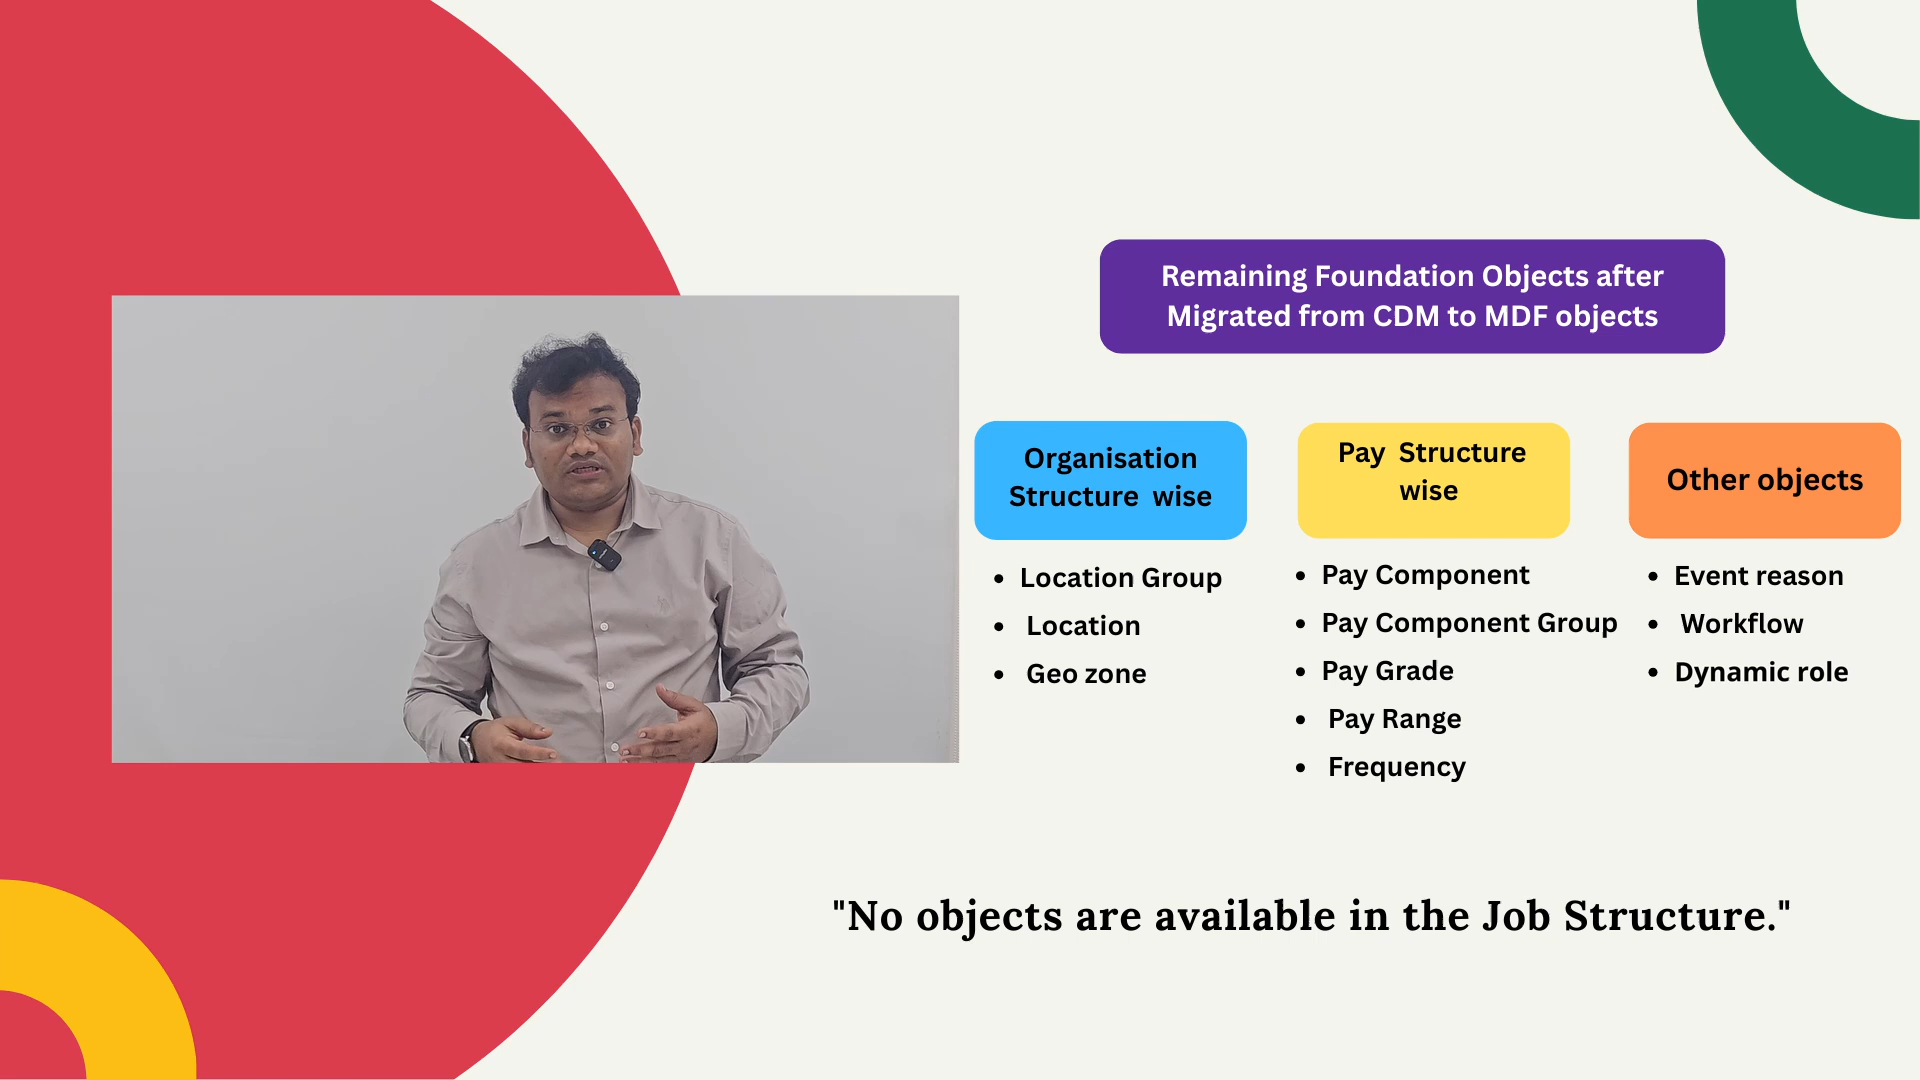 Remaining Foundation Objects after
Migrated from CDM to MDF objects
Organisation
Structure wise
Location Group
Location
Geo zone
Pay Structure
wise
Pay Component
Pay Component Group
Pay Grade
Pay Range
Frequency
Other objects
Event reason
Workflow
Dynamic role
"No objects are available in the Job Structure."